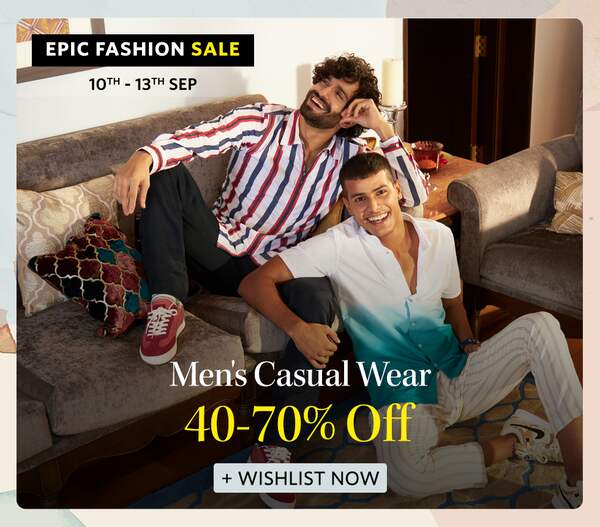 EPIC FASHION SALE
10TH - 13TH SEP
Men's Casual Wear
40-70% Off
+ WISHLIST NOW